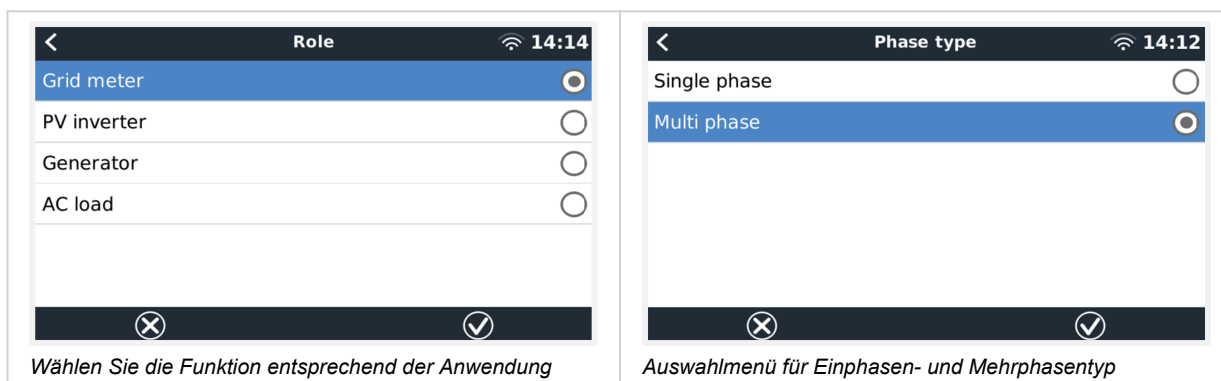 Role 14:14
Grid meter
PV inverter
Generator
AC load
Wählen Sie die Funktion entsprechend der Anwendung
Phase type 14:12
Single phase
Multi phase
Auswahlmenü für Einphasen- und Mehrphasentyp